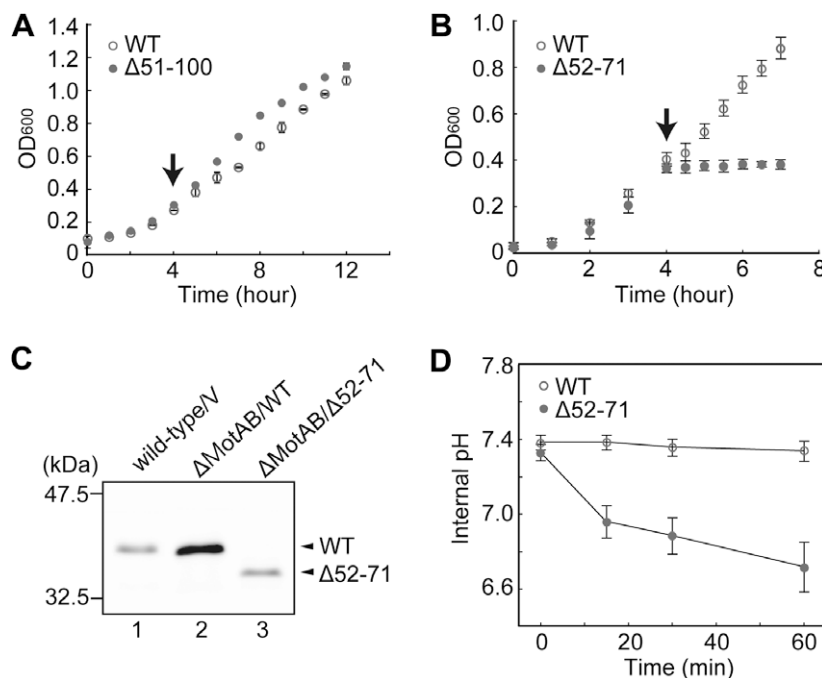 A
WT
Δ51-100
1.4
1.2
1.0
0.8
0.6
0.4
0.2
0
OD600
0 4 8 12
Time (hour)
B
WT
Δ52-71
1.0
0.8
0.6
0.4
0.2
0
OD600
0 2 4 6 8
Time (hour)
C
wild-type/V
ΔMotAB/WT
ΔMotAB/Δ52-71
(kDa)
47.5
32.5
WT
Δ52-71
1 2 3
D
WT
Δ52-71
7.8
7.4
7.0
6.6
Internal pH
0 20 40 60
Time (min)